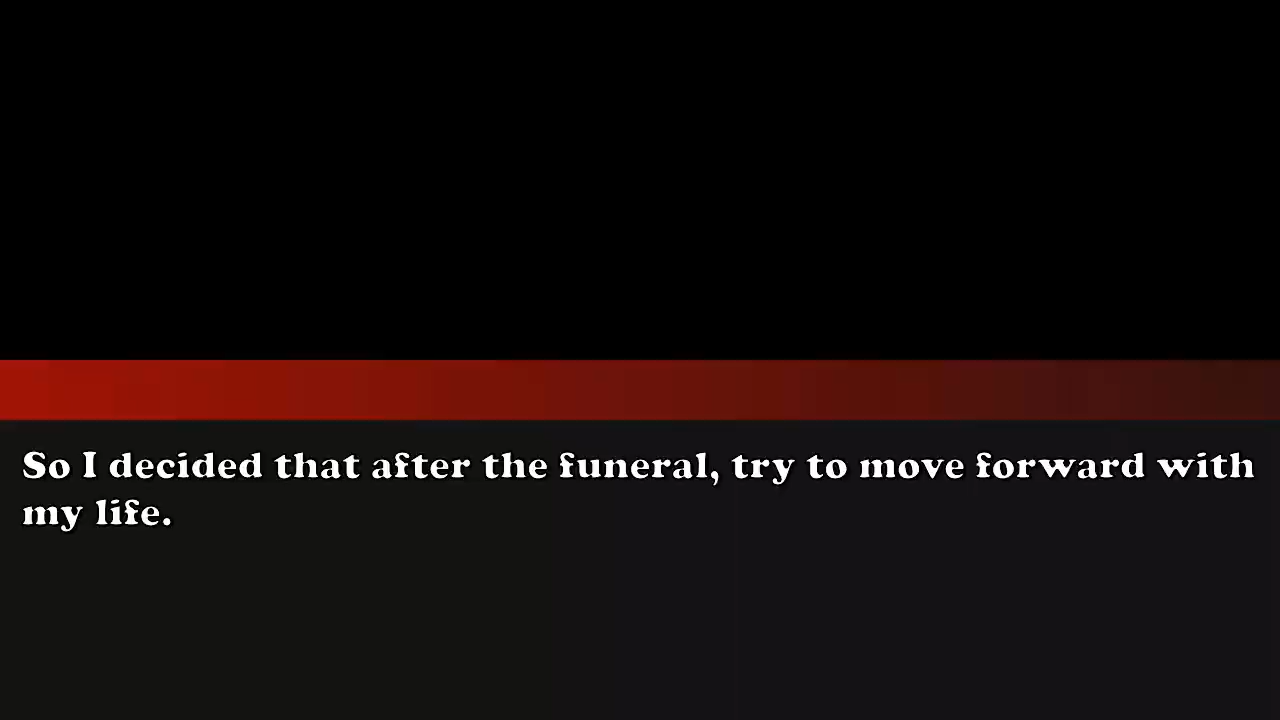 So I decided that after the funeral, try to move forward with
my life.